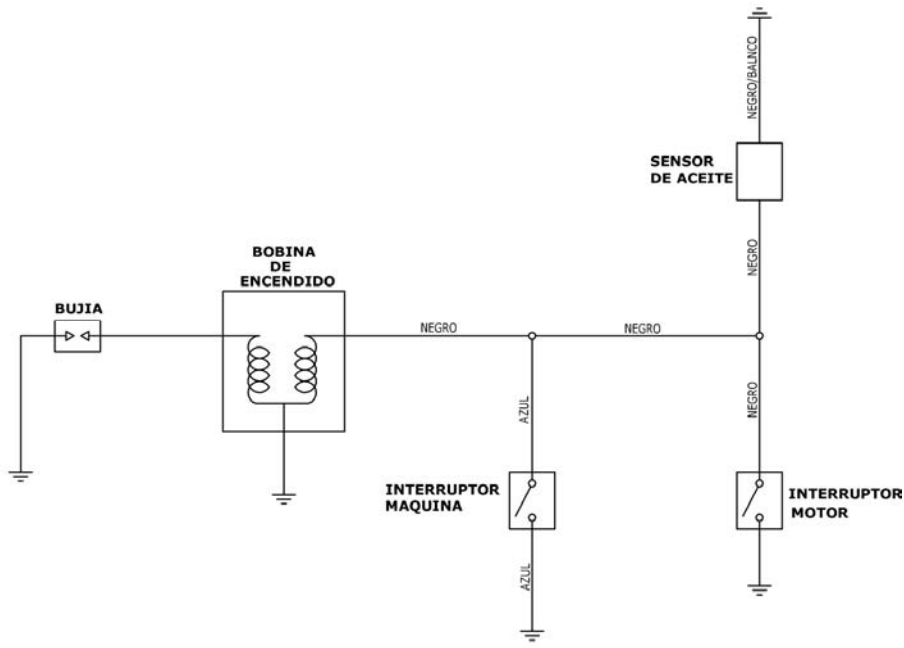 NEGRO/BALNCO
SENSOR
DE ACEITE
NEGRO
BOBINA
DE
ENCENDIDO
BUJIA
NEGRO
NEGRO
AZUL
NEGRO
INTERRUPTOR
MAQUINA
INTERRUPTOR
MOTOR
AZUL